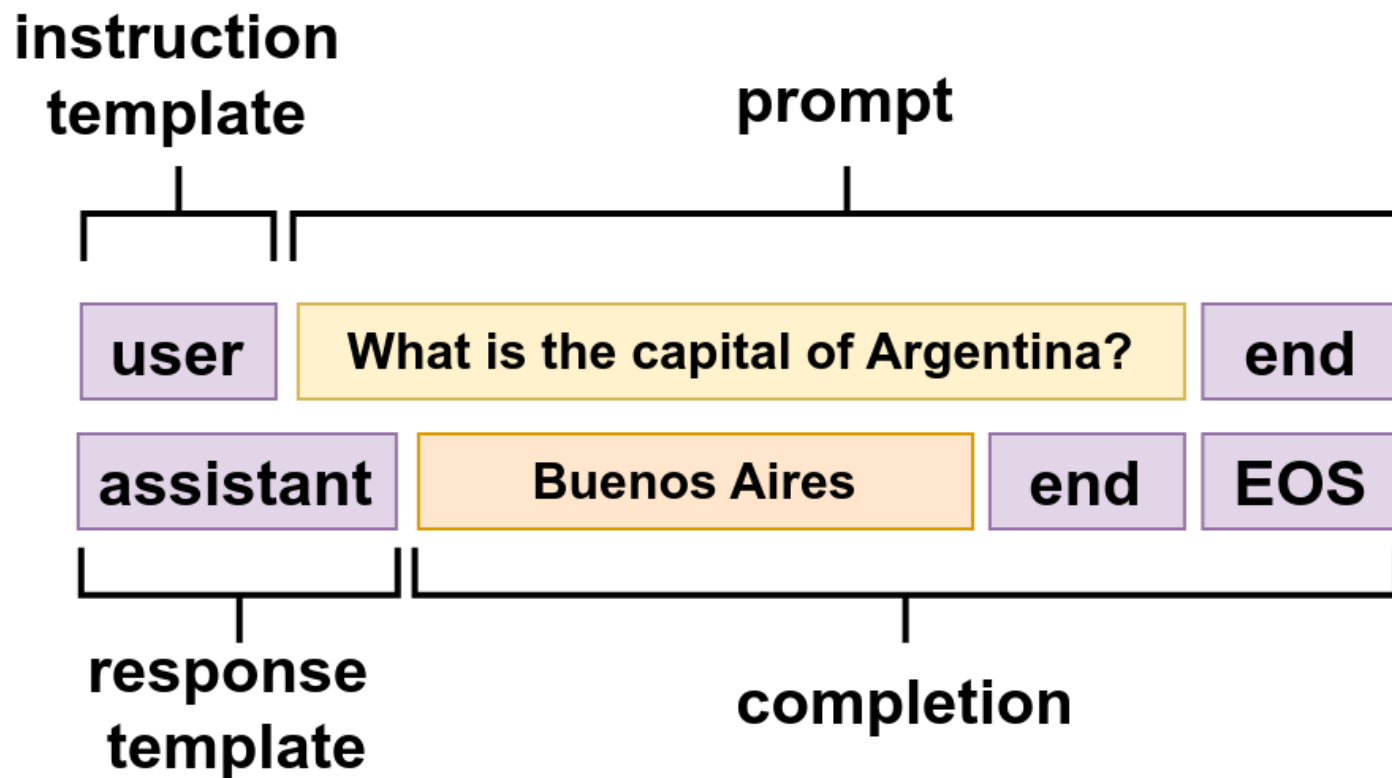 instruction
template
prompt
user
What is the capital of Argentina?
end
assistant
Buenos Aires
end
EOS
response
template
completion